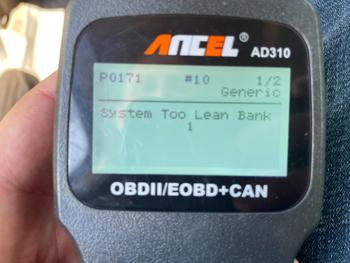 ANCEL® AD310
P0171 #10 1/2
Generic
System Too Lean Bank
1
OBDII/EOBD+CAN